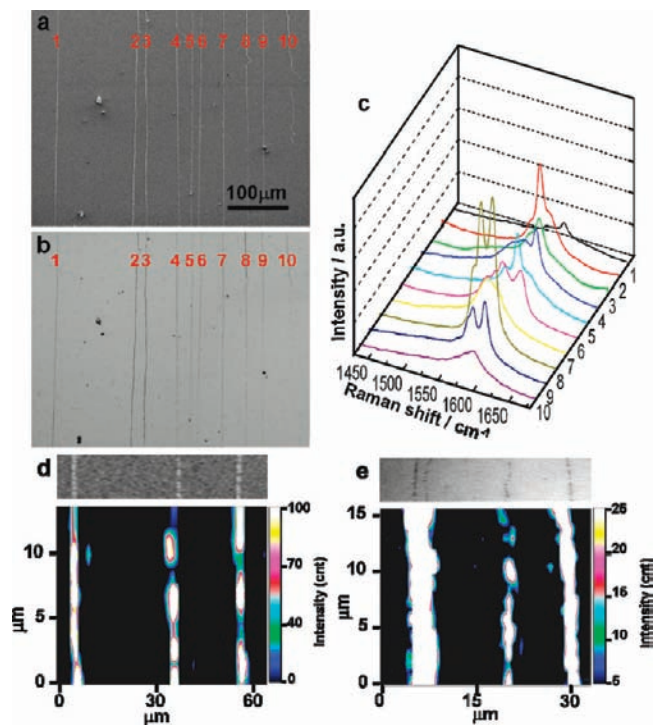 a
1 2 3 4 5 6 7 8 9 10
100µm
b
1 2 3 4 5 6 7 8 9 10
c
Intensity / a.u.
1450 1500 1550 1600 1650
Raman shift / cm-1
1 2 3 4 5 6 7 8 9 10
d
10
5
0
µm
0 30 60
µm
100
70
40
0
Intensity (cnt)
e
15
10
5
0
µm
0 15 30
µm
25
20
15
10
5
Intensity (cnt)